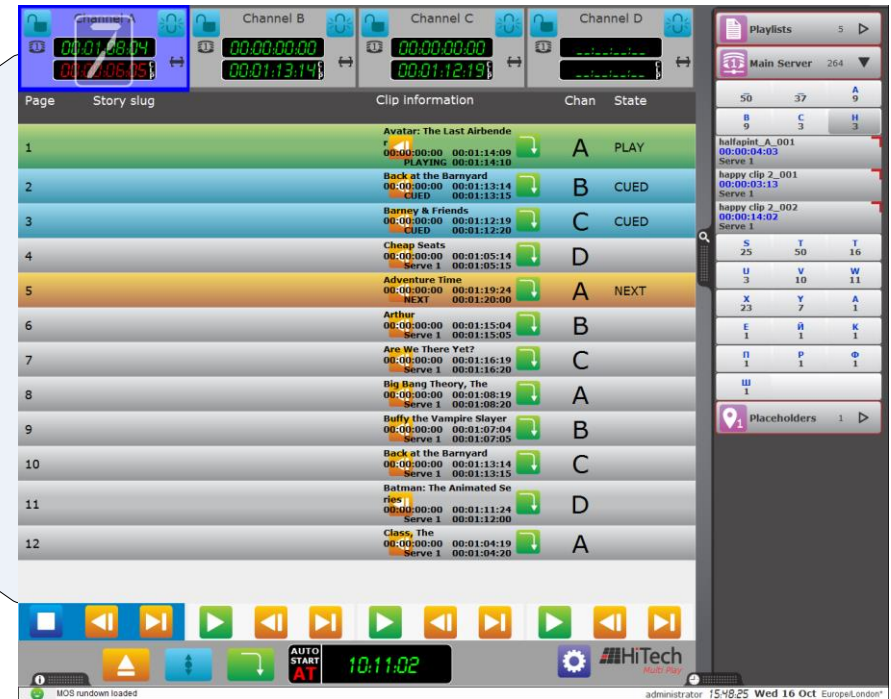 Channel A
00:01:08:04
00:00:06:05
7
Channel B
00:00:00:00
00:01:13:14
Channel C
00:00:00:00
00:01:12:19
Channel D
--:--:--:--
--:--:--:--
Page Story slug Clip information Chan State
Avatar: The Last Airbende
r
1 00:00:00:00 00:01:14:09 A PLAY
PLAYING 00:01:14:10
Back at the Barnyard
2 00:00:00:00 00:01:13:14 B CUED
CUED 00:01:13:15
Barney & Friends
3 00:00:00:00 00:01:12:19 C CUED
CUED 00:01:12:20
Cheap Seats
4 00:00:00:00 00:01:05:14 D
Serve 1 00:01:05:15
Adventure Time
5 00:00:00:00 00:01:19:24 A NEXT
NEXT 00:01:20:00
Arthur
6 00:00:00:00 00:01:15:04 B
Serve 1 00:01:15:05
Are We There Yet?
7 00:00:00:00 00:01:16:19 C
Serve 1 00:01:16:20
Big Bang Theory, The
8 00:00:00:00 00:01:08:19 A
Serve 1 00:01:08:20
Buffy the Vampire Slayer
9 00:00:00:00 00:01:07:04 B
Serve 1 00:01:07:05
Back at the Barnyard
10 00:00:00:00 00:01:13:14 C
Serve 1 00:01:13:15
Batman: The Animated Se
ries
11 00:00:00:00 00:01:11:24 D
Serve 1 00:01:12:00
Class, The
12 00:00:00:00 00:01:04:19 A
Serve 1 00:01:04:20
Playlists 5
1 Main Server 264
50 37 A 9
B 9 C 3 H 3
halfapint_A_001
00:00:04:03
Serve 1
happy clip 2_001
00:00:03:13
Serve 1
happy clip 2_002
00:00:14:02
Serve 1
S 25 T 50 T 16
U 3 V 10 W 11
X 23 Y 7 A 1
E 1 Й 1 K 1
П 1 P 1 Ф 1
Ш 1
1 Placeholders 1
AUTO
START
AT
10:11:02
HiTech
Multi Play
MOS rundown loaded
administrator 15:48:25 Wed 16 Oct Europe/London*